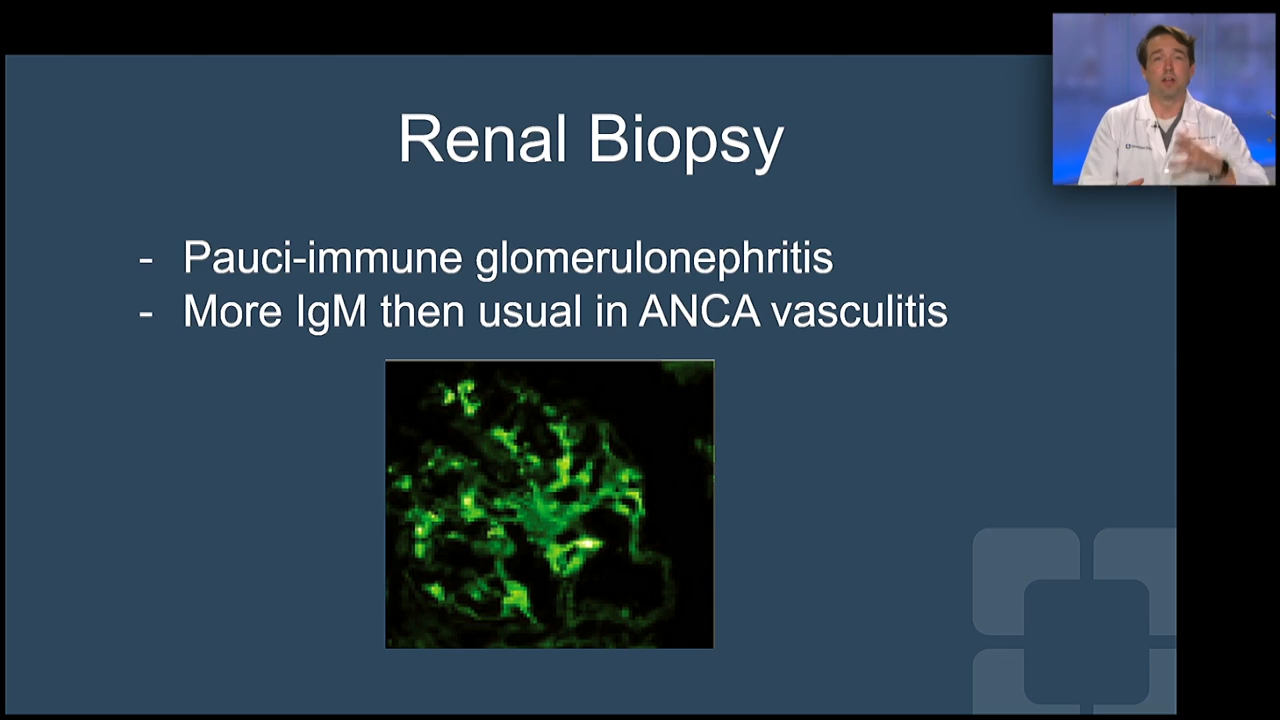 Renal Biopsy
- Pauci-immune glomerulonephritis
- More IgM then usual in ANCA vasculitis